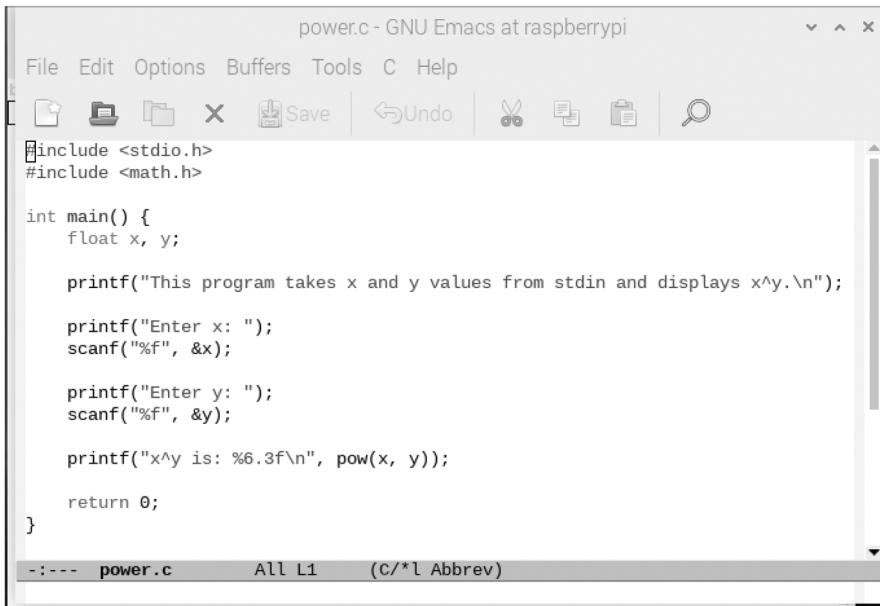 power.c - GNU Emacs at raspberrypi
File Edit Options Buffers Tools C Help
Save Undo
#include <stdio.h>
#include <math.h>
int main() {
    float x, y;
    printf("This program takes x and y values from stdin and displays x^y.\n");
    printf("Enter x: ");
    scanf("%f", &x);
    printf("Enter y: ");
    scanf("%f", &y);
    printf("x^y is: %6.3f\n", pow(x, y));
    return 0;
}
-:--- power.c All L1 (C/*l Abbrev)